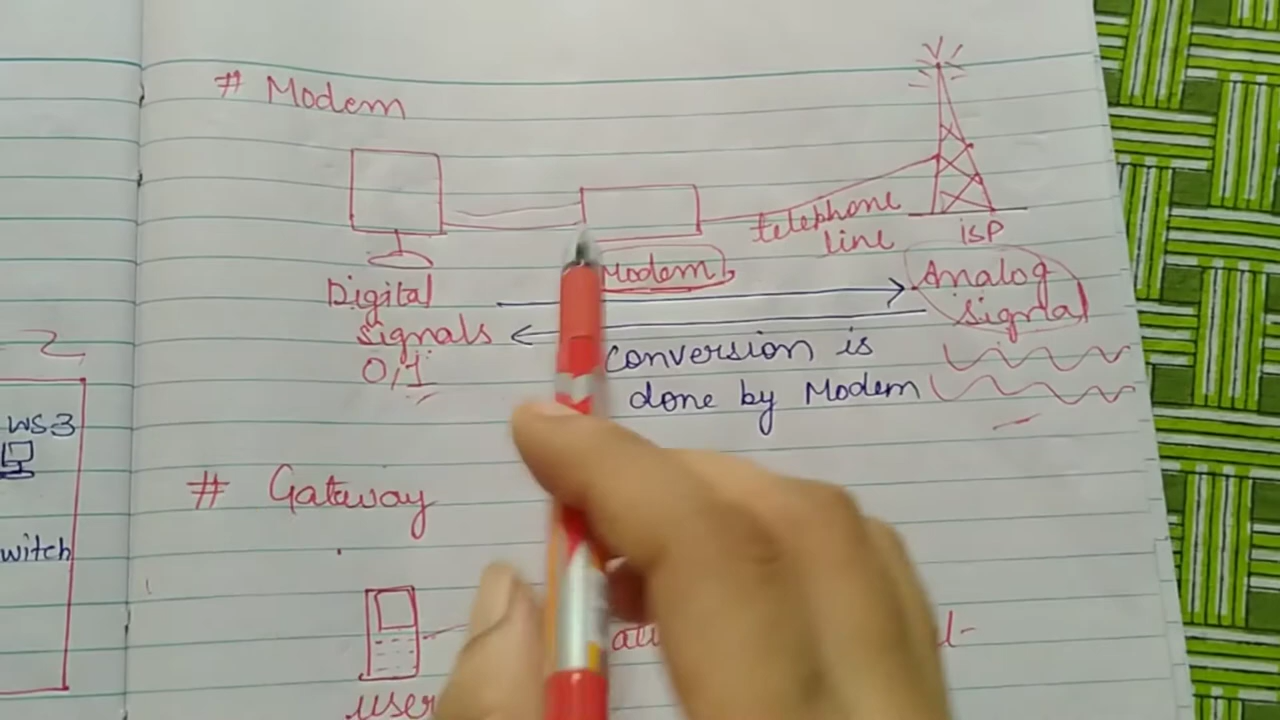 # Modem
telephone
line
ISP
Modem
Digital
signals
0/1
Analog
signal
conversion is
done by Modem
WS3
witch
# Gateway
user